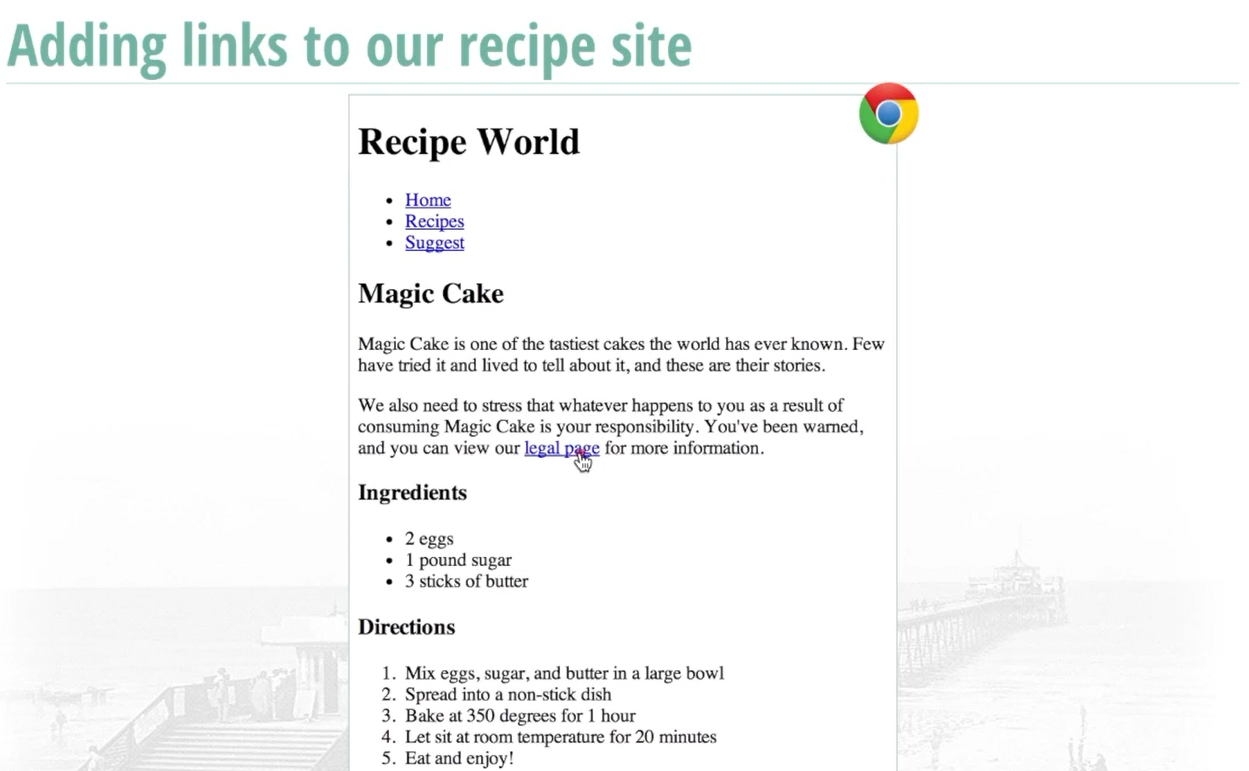 Adding links to our recipe site
Recipe World
• Home
• Recipes
• Suggest
Magic Cake
Magic Cake is one of the tastiest cakes the world has ever known. Few
have tried it and lived to tell about it, and these are their stories.
We also need to stress that whatever happens to you as a result of
consuming Magic Cake is your responsibility. You've been warned,
and you can view our legal page for more information.
Ingredients
• 2 eggs
• 1 pound sugar
• 3 sticks of butter
Directions
1. Mix eggs, sugar, and butter in a large bowl
2. Spread into a non-stick dish
3. Bake at 350 degrees for 1 hour
4. Let sit at room temperature for 20 minutes
5. Eat and enjoy!